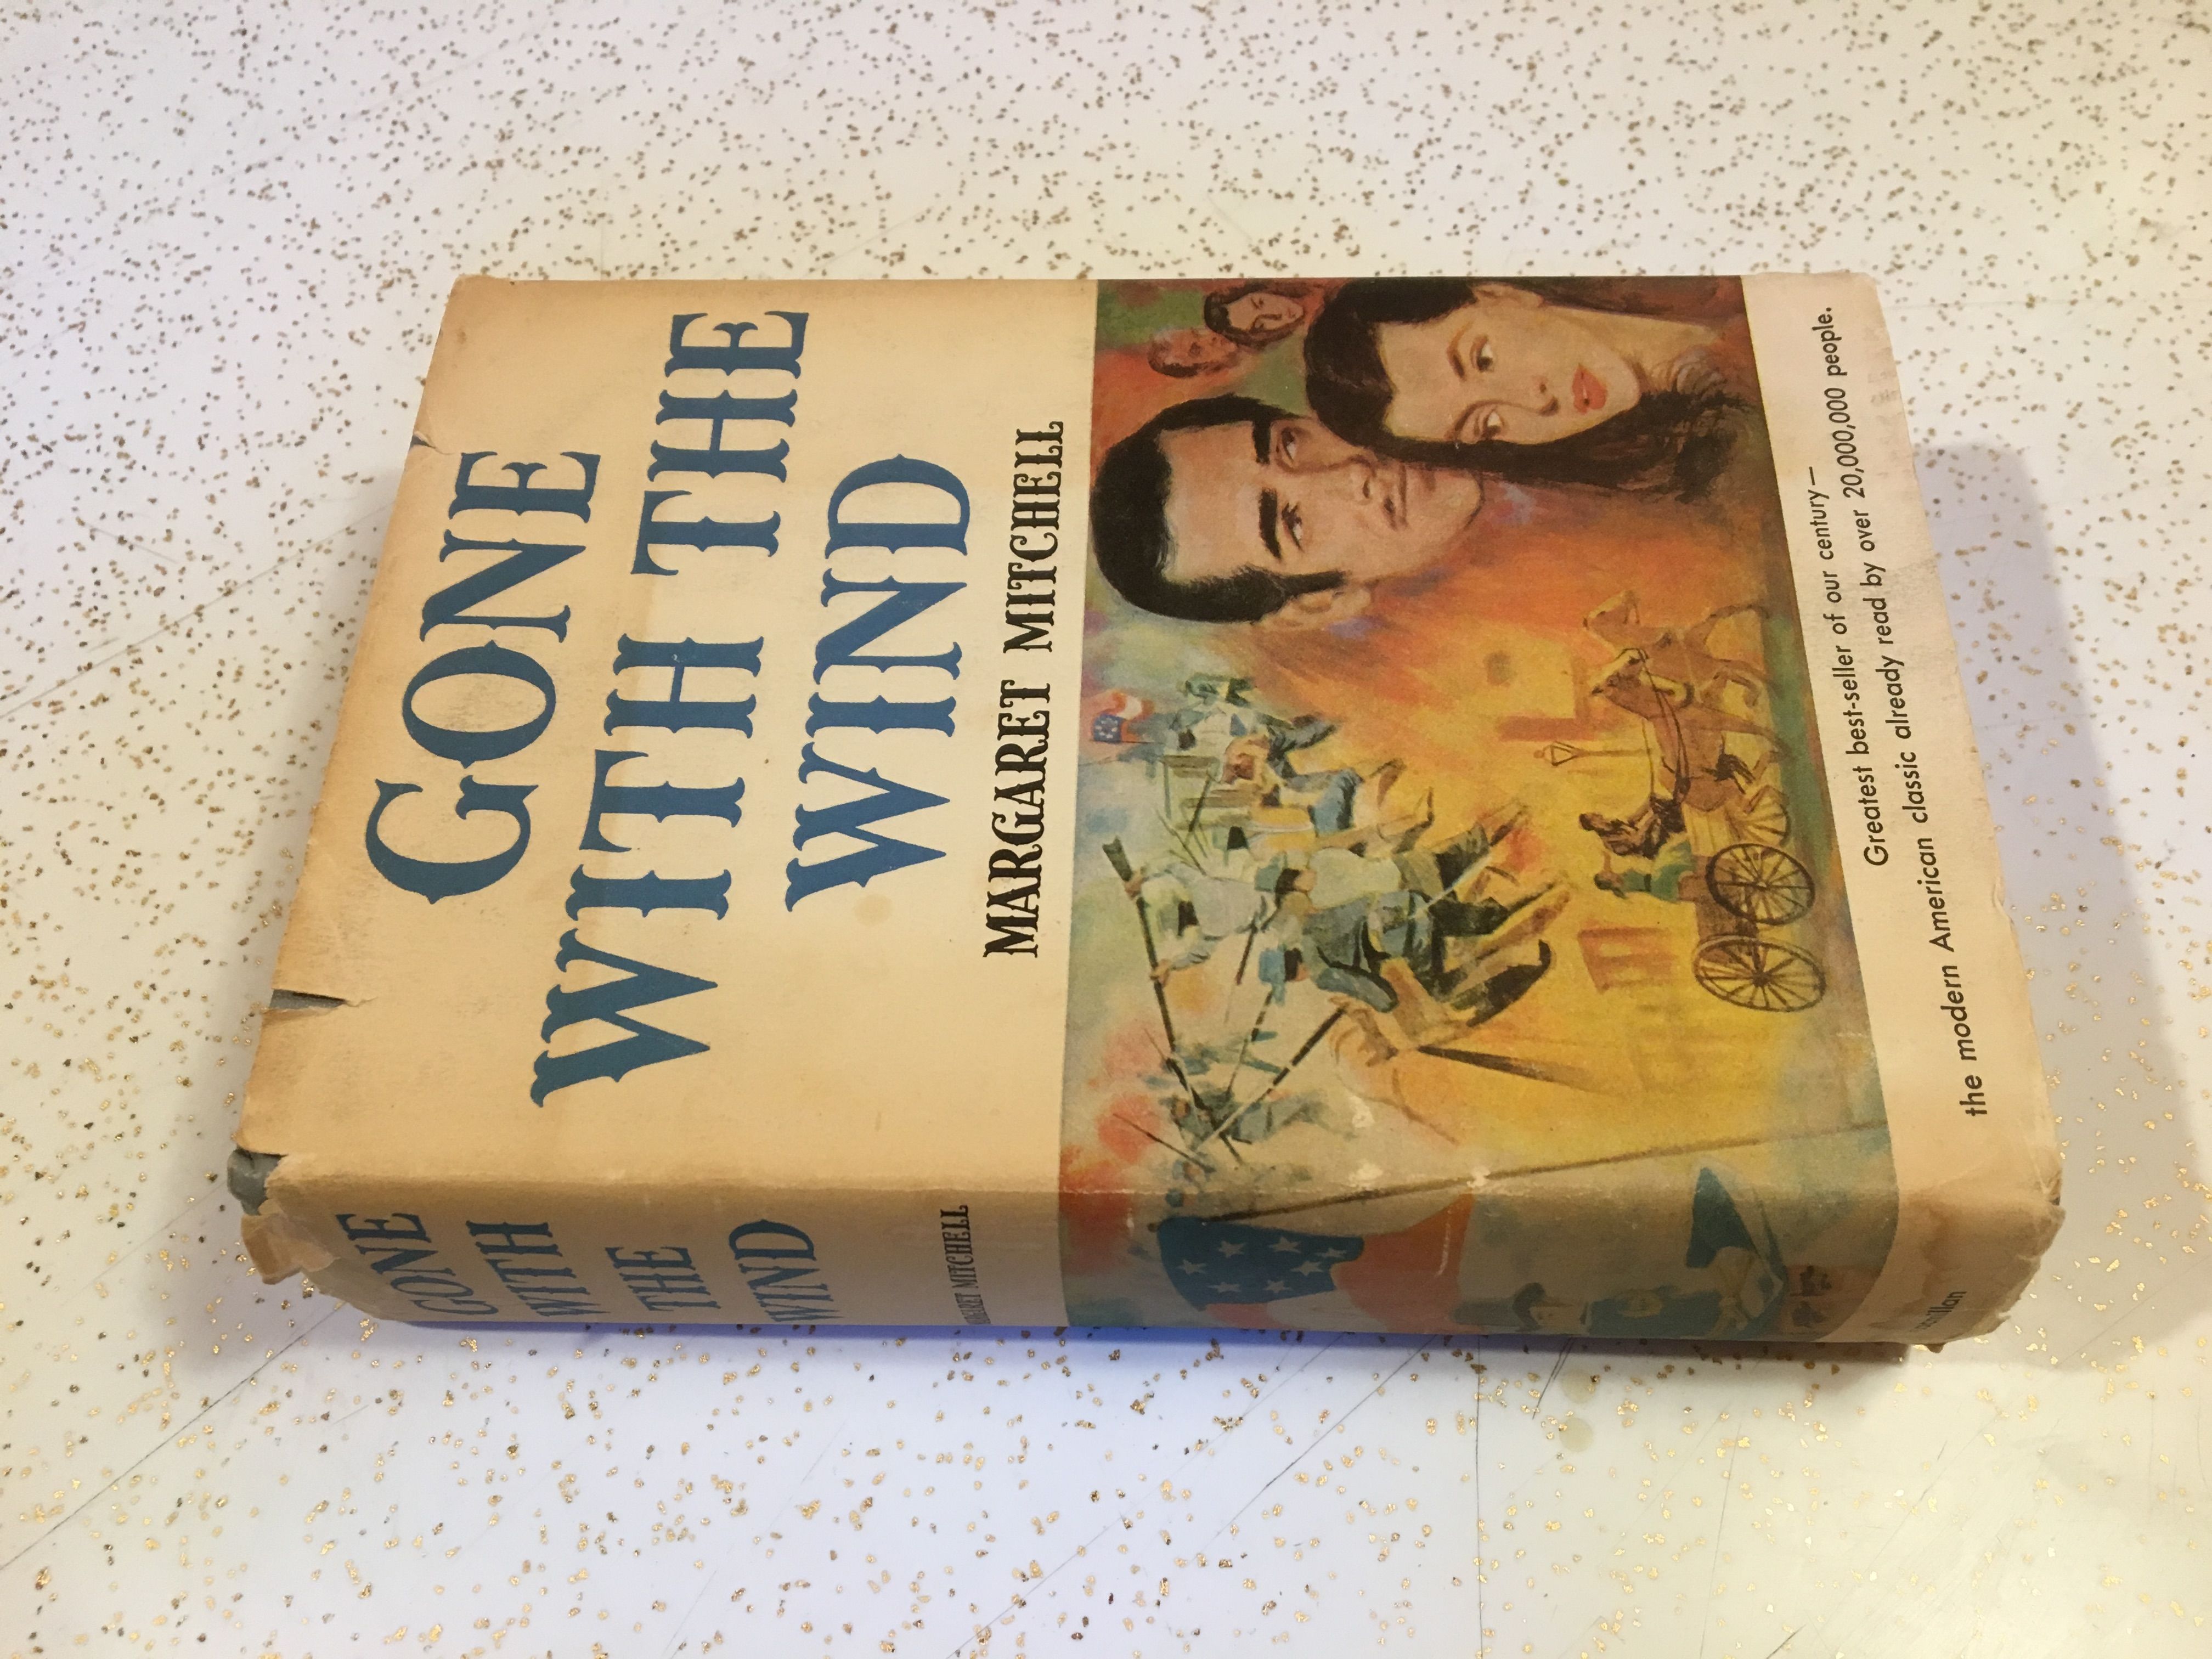 GONE
WITH THE
WIND
MARGARET MITCHELL
Greatest best-seller of our century—
the modern American classic already read by over 20,000,000 people.
GONE
WITH
THE
WIND
MITCHELL